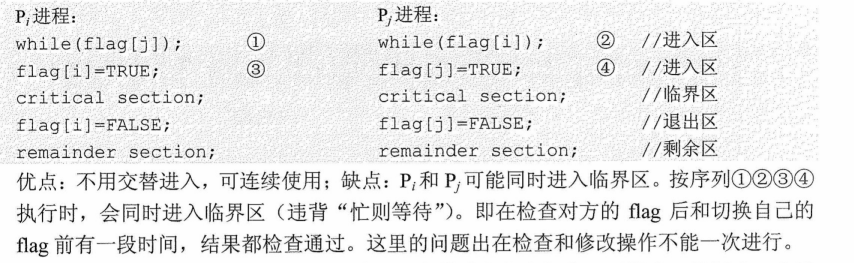 Pi进程： Pj进程：
while(flag[j]); ① while(flag[i]); ② //进入区
flag[i]=TRUE; ③ flag[j]=TRUE; ④ //进入区
critical section; critical section; //临界区
flag[i]=FALSE; flag[j]=FALSE; //退出区
remainder section; remainder section; //剩余区
优点：不用交替进入，可连续使用；缺点：Pi和 Pj 可能同时进入临界区。按序列①②③④
执行时，会同时进入临界区（违背“忙则等待”）。即在检查对方的 flag 后和切换自己的
flag 前有一段时间，结果都检查通过。这里的问题出在检查和修改操作不能一次进行。